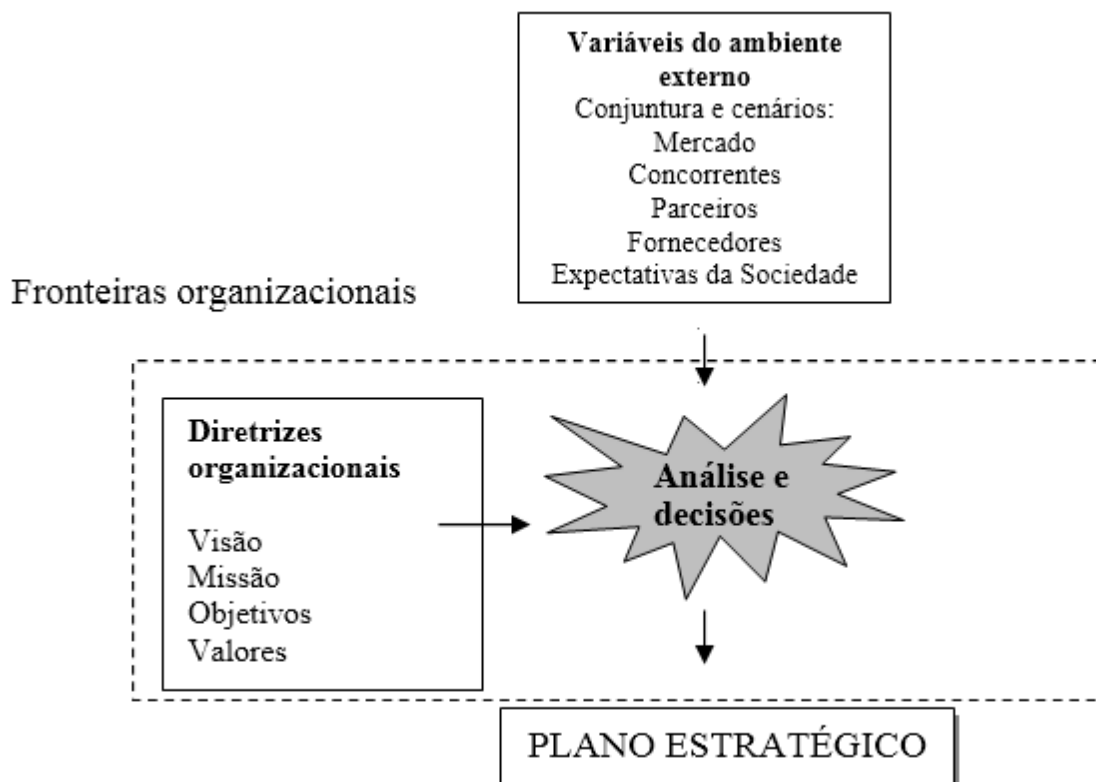 Variáveis do ambiente
externo
Conjuntura e cenários:
Mercado
Concorrentes
Parceiros
Fornecedores
Expectativas da Sociedade
Fronteiras organizacionais
Diretrizes
organizacionais
Visão
Missão
Objetivos
Valores
Análise e
decisões
PLANO ESTRATÉGICO